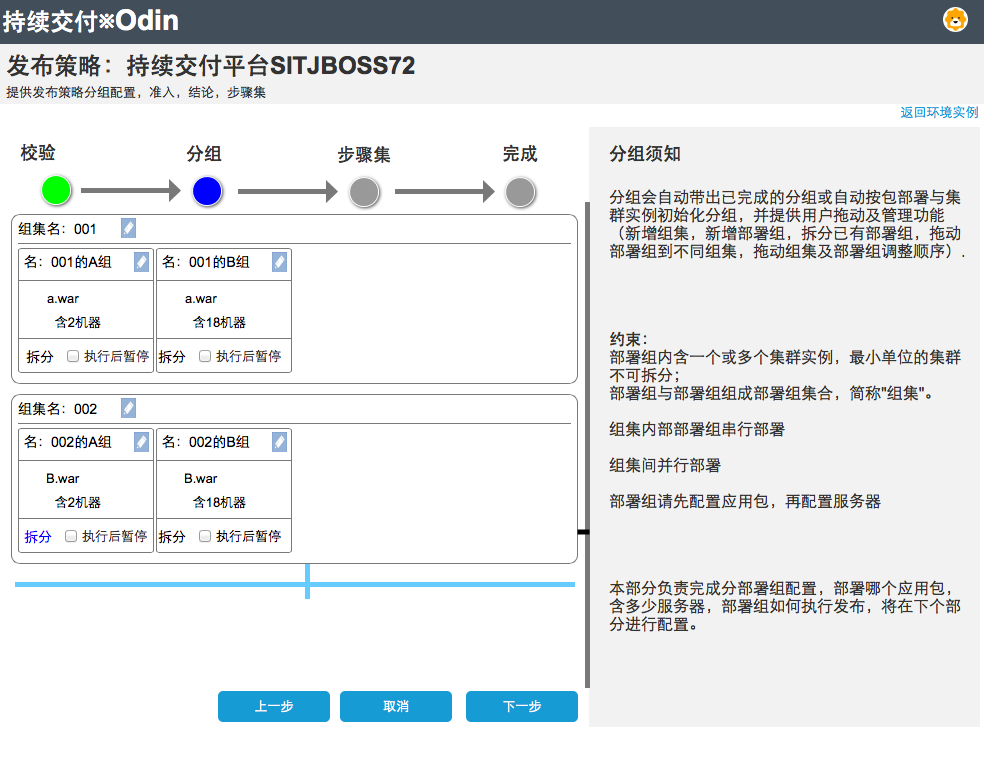 持续交付※Odin
发布策略：持续交付平台SITJBOSS72
提供发布策略分组配置，准入，结论，步骤集
返回环境实例
校验
分组
步骤集
完成
组集名：001
名：001的A组
名：001的B组
a.war
a.war
含2机器
含18机器
拆分 执行后暂停
拆分 执行后暂停
组集名：002
名：002的A组
名：002的B组
B.war
B.war
含2机器
含18机器
拆分 执行后暂停
拆分 执行后暂停
上一步
取消
下一步
分组须知
分组会自动带出已完成的分组或自动按包部署与集
群实例初始化分组，并提供用户拖动及管理功能
（新增组集，新增部署组，拆分已有部署组，拖动
部署组到不同组集，拖动组集及部署组调整顺序）.
约束：
部署组内含一个或多个集群实例，最小单位的集群
不可拆分；
部署组与部署组组成部署组集合，简称"组集"。
组集内部部署组串行部署
组集间并行部署
部署组请先配置应用包，再配置服务器
本部分负责完成分部署组配置，部署哪个应用包，
含多少服务器，部署组如何执行发布，将在下个部
分进行配置。